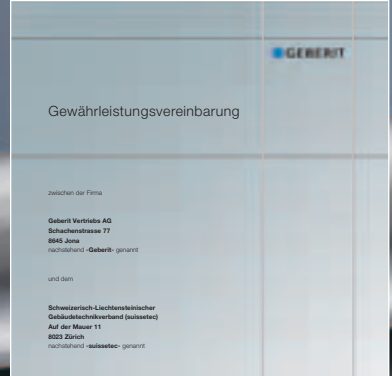 GEBERIT
Gewährleistungsvereinbarung
zwischen der Firma
Geberit Vertriebs AG
Schachenstrasse 77
8645 Jona
nachstehend «Geberit» genannt
und dem
Schweizerisch-Liechtensteinischer
Gebäudetechnikverband (suissetec)
Auf der Mauer 11
8023 Zürich
nachstehend «suissetec» genannt